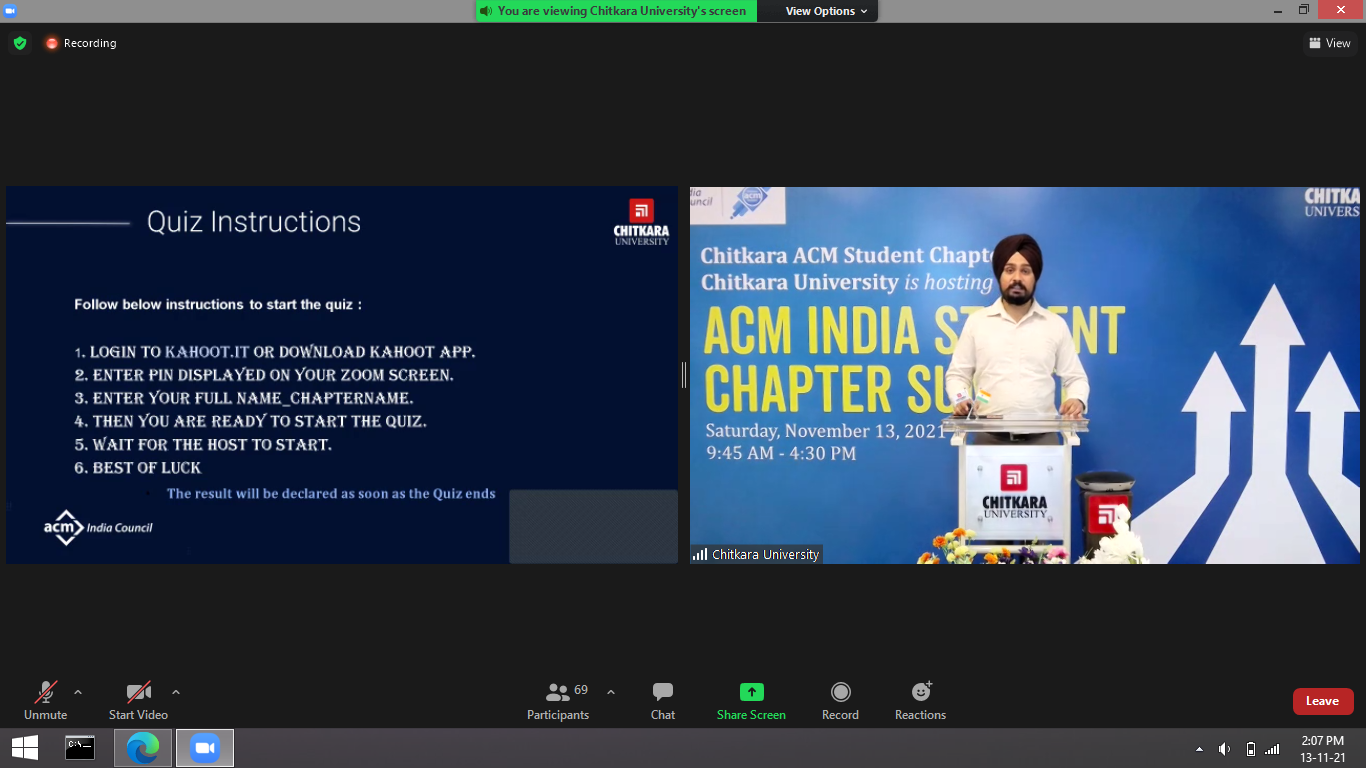 You are viewing Chitkara University's screen
View Options
Recording
View
Quiz Instructions
CHITKARA
UNIVERSITY
Follow below instructions to start the quiz :
1. LOGIN TO KAHOOT.IT OR DOWNLOAD KAHOOT APP.
2. ENTER PIN DISPLAYED ON YOUR ZOOM SCREEN.
3. ENTER YOUR FULL NAME_CHAPTERNAME.
4. THEN YOU ARE READY TO START THE QUIZ.
5. WAIT FOR THE HOST TO START.
6. BEST OF LUCK
The result will be declared as soon as the Quiz ends
acm India Council
acm
CHITKA
UNIVERS
Chitkara ACM Student Chapt
Chitkara University is hosting
ACM INDIA ST ENT
CHAPTER SU
Saturday, November 13, 2021
9:45 AM - 4:30 PM
CHITKARA
UNIVERSITY
Chitkara University
Unmute
Start Video
69
Participants
Chat
Share Screen
Record
Reactions
Leave
2:07 PM
13-11-21